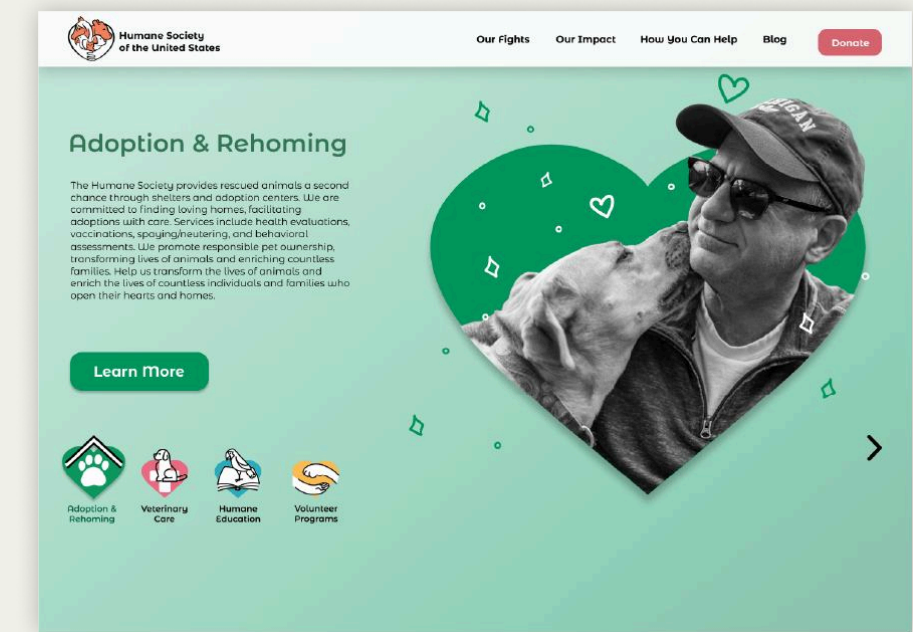 Humane Society
of the United States
Our Fights
Our Impact
How You Can Help
Blog
Donate
Adoption & Rehoming
The Humane Society provides rescued animals a second
chance through shelters and adoption centers. We are
committed to finding loving homes, facilitating
adoptions with care. Services include health evaluations,
vaccinations, spaying/neutering, and behavioral
assessments. We promote responsible pet ownership,
transforming lives of animals and enriching countless
families. Help us transform the lives of animals and
enrich the lives of countless individuals and families who
open their hearts and homes.
Learn More
Adoption &
Rehoming
Veterinary
Care
Humane
Education
Volunteer
Programs